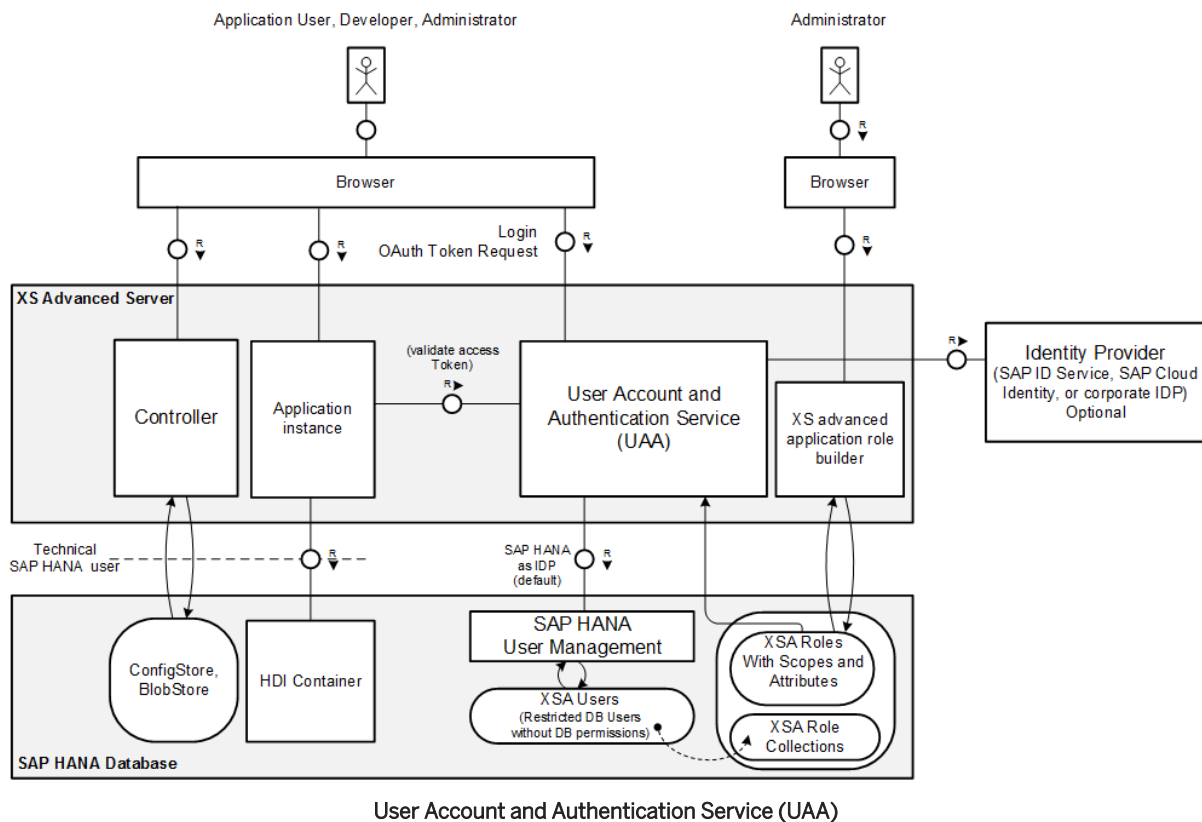 Application User, Developer, Administrator
Administrator
R
Browser
Browser
R
R
Login
OAuth Token Request
R
R
XS Advanced Server
Controller
Application
instance
(validate access
Token)
R
User Account and
Authentication Service
(UAA)
XS advanced
application role
builder
R
Identity Provider
(SAP ID Service, SAP Cloud
Identity, or corporate IDP)
Optional
Technical
SAP HANA user
R
SAP HANA
as IDP
(default)
R
ConfigStore,
BlobStore
HDI Container
SAP HANA
User Management
XSA Users
(Restricted DB Users
without DB permissions)
XSA Roles
With Scopes and
Attributes
XSA Role
Collections
SAP HANA Database
User Account and Authentication Service (UAA)